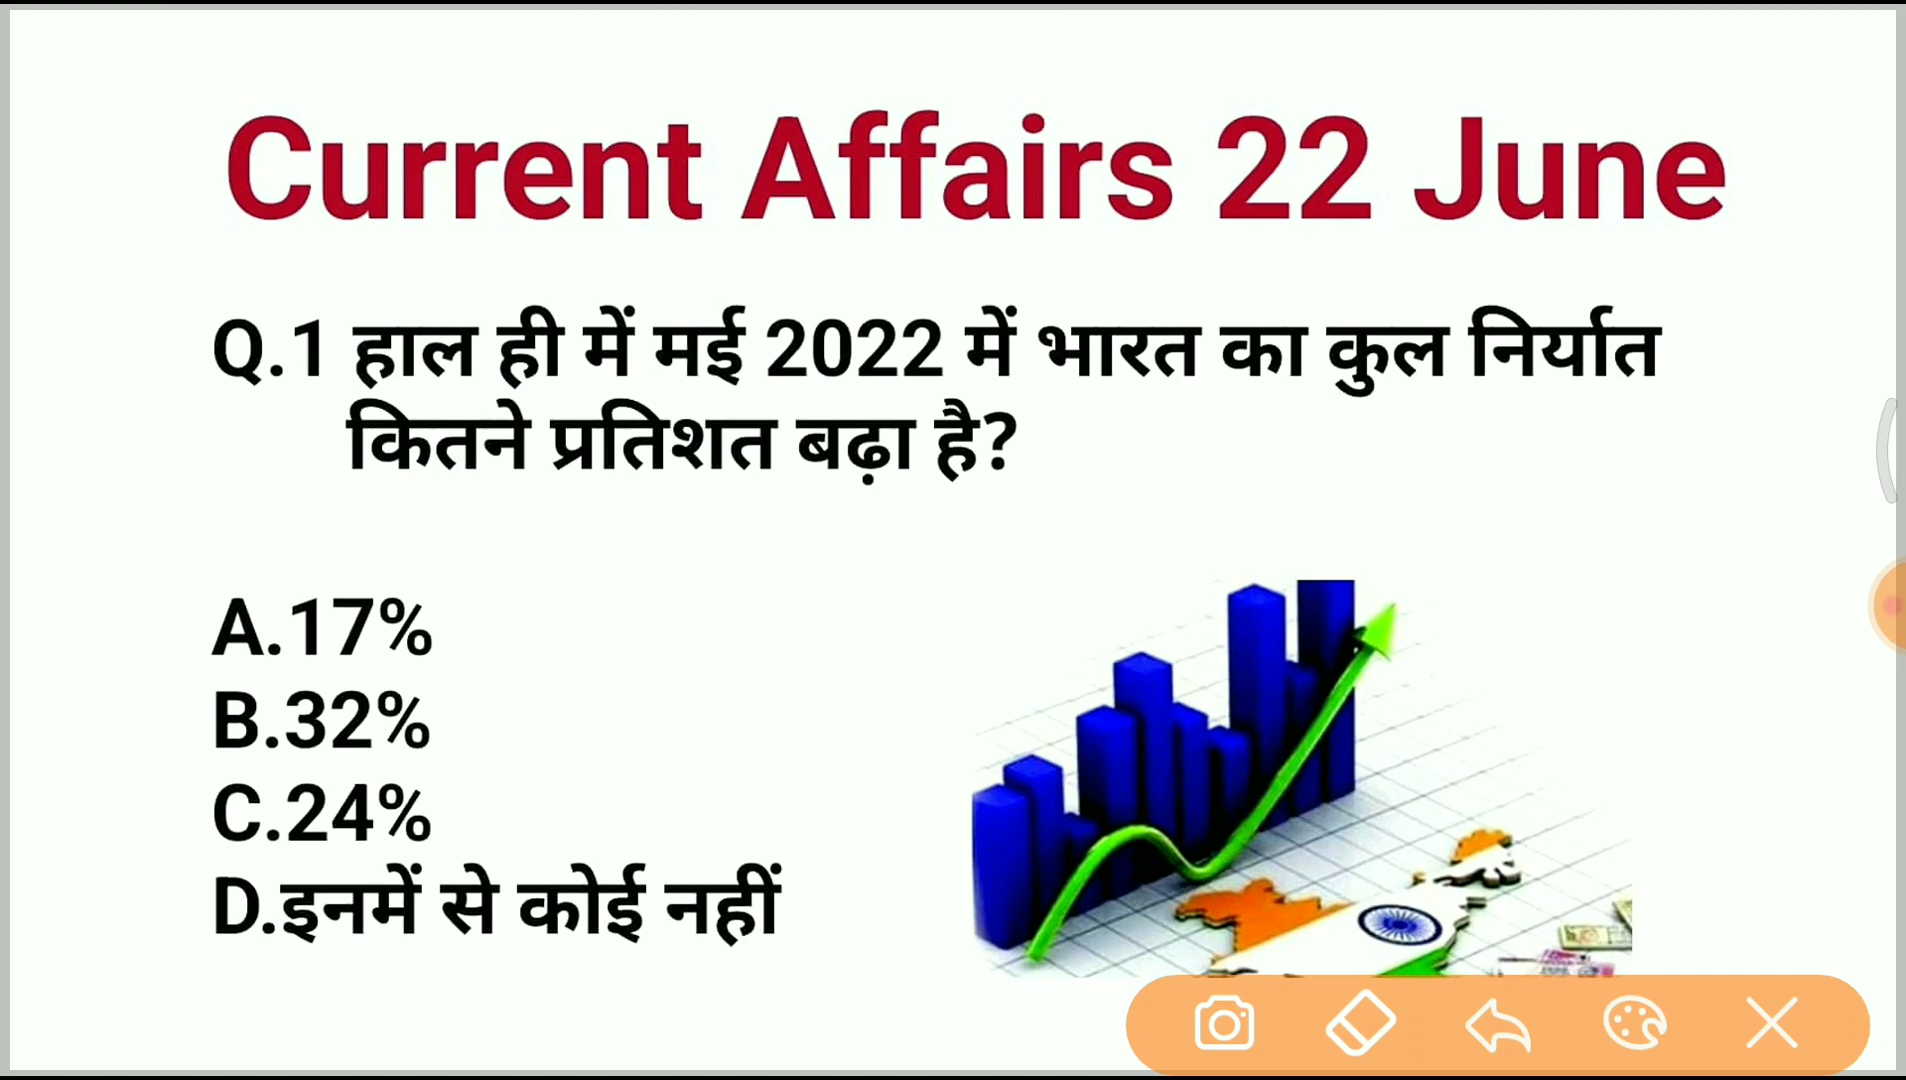 Current Affairs 22 June
Q.1 हाल ही में मई 2022 में भारत का कुल निर्यात
कितने प्रतिशत बढ़ा है?
A.17%
B.32%
C.24%
D.इनमें से कोई नहीं